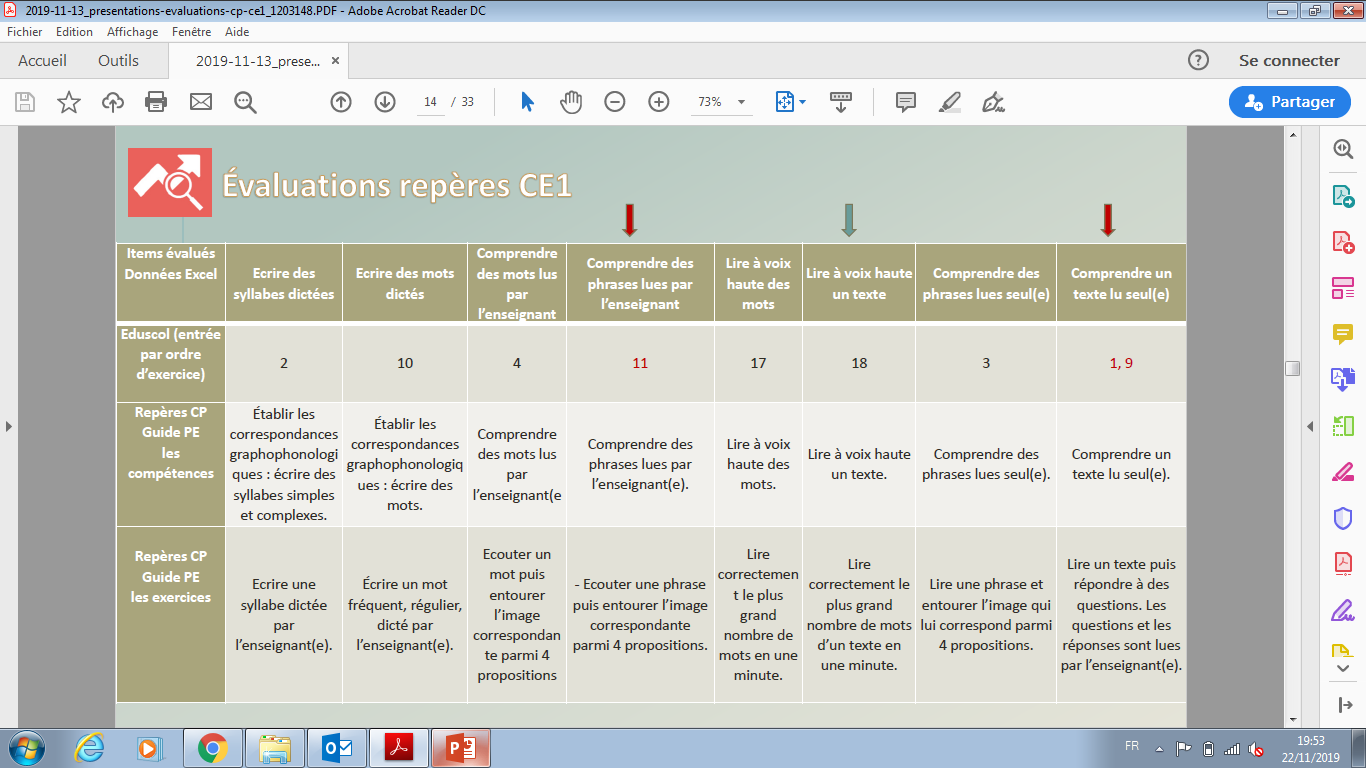 2019-11-13_presentations-evaluations-cp-ce1_1203148.PDF - Adobe Acrobat Reader DC
Fichier Edition Affichage Fenêtre Aide
Accueil Outils 2019-11-13_prese... × Se connecter
14 / 33 73% Partager
Évaluations repères CE1
Items évalués
Données Excel
Ecrire des
syllabes dictées
Ecrire des mots
dictés
Comprendre
des mots lus
par
l'enseignant
Comprendre des
phrases lues par
l'enseignant
Lire à voix
haute des
mots
Lire à voix haute
un texte
Comprendre des
phrases lues seul(e)
Comprendre un
texte lu seul(e)
Eduscol (entrée
par ordre
d'exercice)
2
10
4
11
17
18
3
1, 9
Repères CP
Guide PE
les
compétences
Établir les
correspondances
graphophonologi
ques : écrire des
syllabes simples
et complexes.
Établir les
correspondances
graphophonologiq
ues : écrire des
mots.
Comprendre
des mots lus
par
l'enseignant(e
Comprendre des
phrases lues par
l'enseignant(e).
Lire à voix
haute des
mots.
Lire à voix haute
un texte.
Comprendre des
phrases lues seul(e).
Comprendre un
texte lu seul(e).
Repères CP
Guide PE
les exercices
Ecrire une
syllabe dictée
par
l'enseignant(e).
Écrire un mot
fréquent, régulier,
dicté par
l'enseignant(e).
Ecouter un
mot puis
entourer
l'image
correspondan
te parmi 4
propositions
- Ecouter une phrase
puis entourer l'image
correspondante
parmi 4 propositions.
Lire
correctemen
t le plus
grand
nombre de
mots en une
minute.
Lire
correctement le
plus grand
nombre de mots
d'un texte en
une minute.
Lire une phrase et
entourer l'image qui
lui correspond parmi
4 propositions.
Lire un texte puis
répondre à des
questions. Les
questions et les
réponses sont lues
par l'enseignant(e).
FR
19:53
22/11/2019